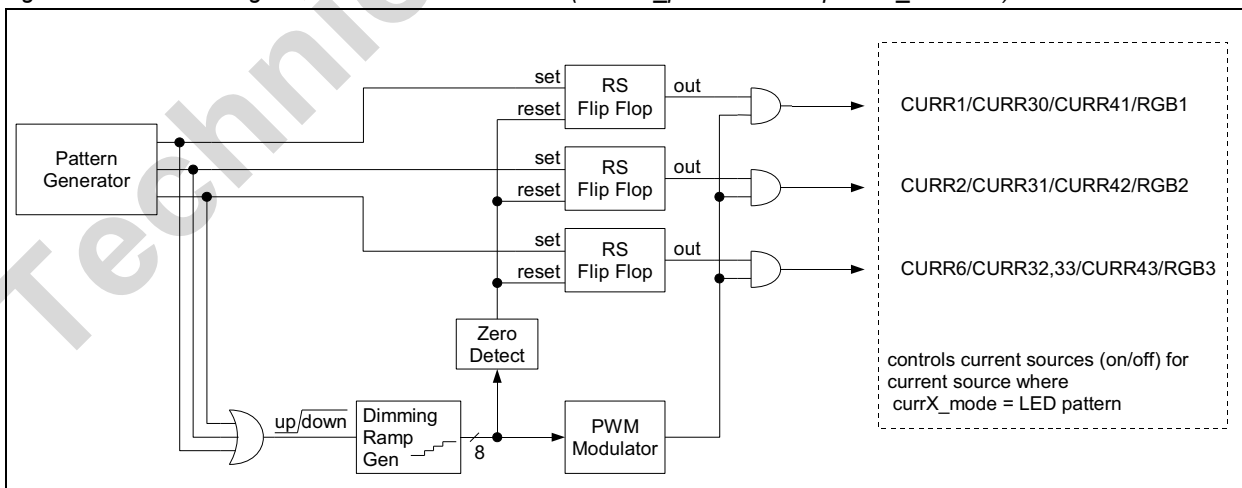 set
RS
Flip Flop
out
reset
CURR1/CURR30/CURR41/RGB1
Pattern
Generator
set
RS
Flip Flop
out
reset
CURR2/CURR31/CURR42/RGB2
set
RS
Flip Flop
out
reset
CURR6/CURR32,33/CURR43/RGB3
Zero
Detect
controls current sources (on/off) for
current source where
currX_mode = LED pattern
up/down
Dimming
Ramp
Gen
8
PWM
Modulator
Technic